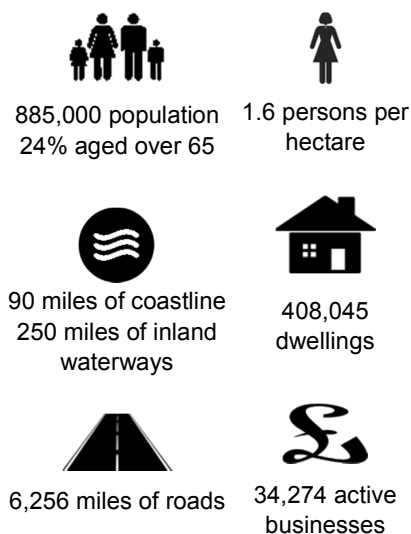 885,000 population
24% aged over 65
1.6 persons per
hectare
90 miles of coastline
250 miles of inland
waterways
408,045
dwellings
6,256 miles of roads
£
34,274 active
businesses